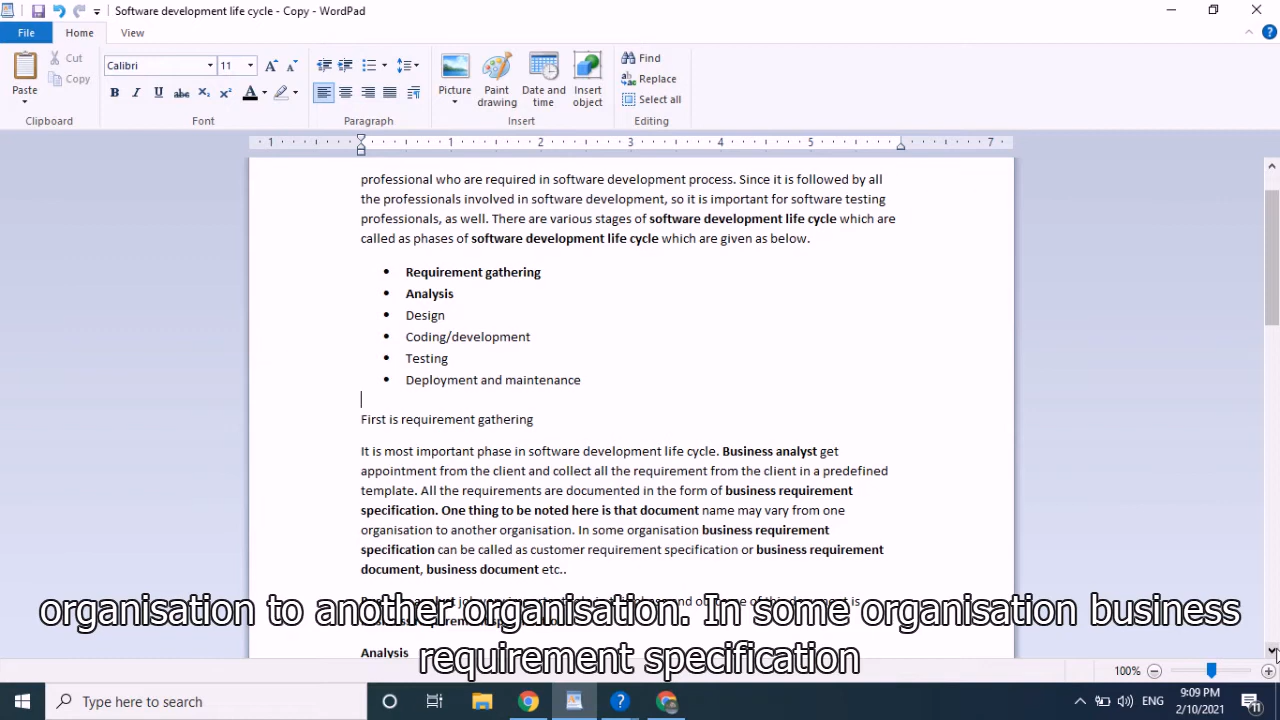 Software development life cycle - Copy - WordPad
File
Home
View
Paste
Cut
Copy
Calibri
11
Picture
Paint drawing
Date and time
Insert object
Find
Replace
Select all
Clipboard
Font
Paragraph
Insert
Editing
1 1 2 3 4 5 7
professional who are required in software development process. Since it is followed by all
the professionals involved in software development, so it is important for software testing
professionals, as well. There are various stages of software development life cycle which are
called as phases of software development life cycle which are given as below.
• Requirement gathering
• Analysis
• Design
• Coding/development
• Testing
• Deployment and maintenance
First is requirement gathering
It is most important phase in software development life cycle. Business analyst get
appointment from the client and collect all the requirement from the client in a predefined
template. All the requirements are documented in the form of business requirement
specification. One thing to be noted here is that document name may vary from one
organisation to another organisation. In some organisation business requirement
specification can be called as customer requirement specification or business requirement
document, business document etc..
organisation to another organisation. In some organisation business
requirement specification
Analysis
100%
Type here to search
ENG
9:09 PM
2/10/2021
11